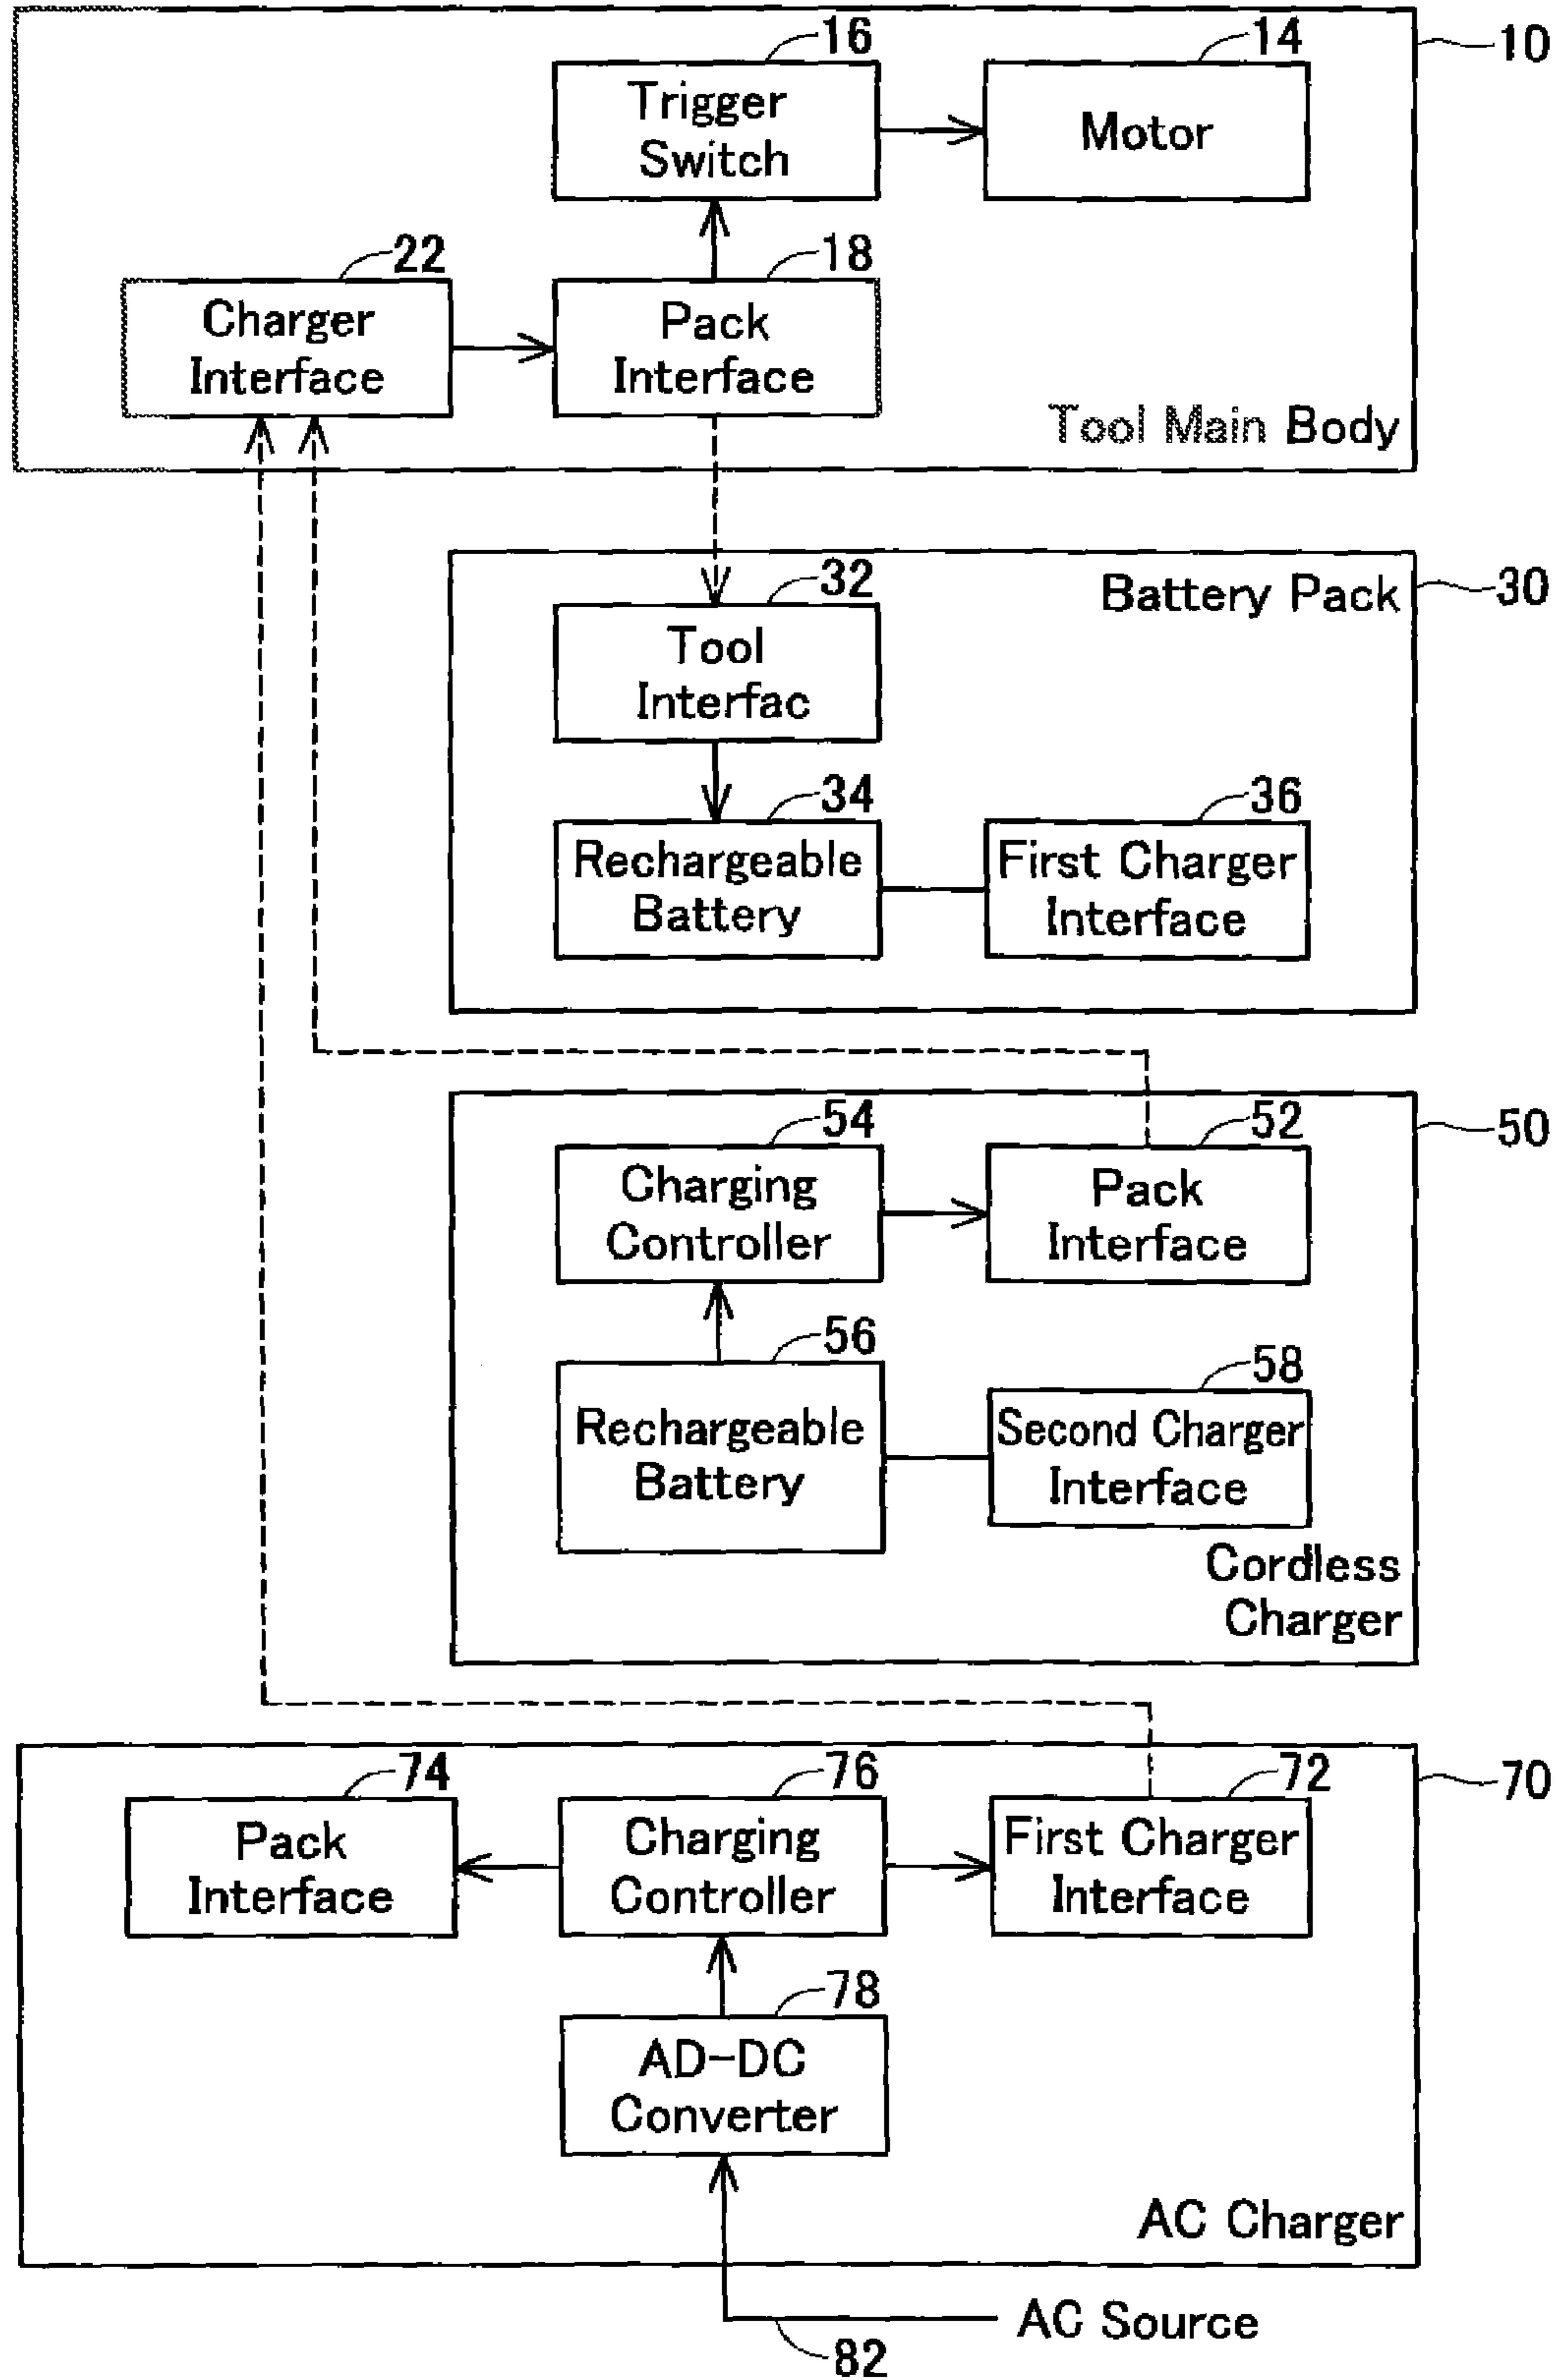 10
16
14
Trigger
Switch
Motor
22
18
Charger
Interface
Pack
Interface
Tool Main Body
30
Battery Pack
32
Tool
Interfac
34
36
Rechargeable
Battery
First Charger
Interface
50
54
52
Charging
Controller
Pack
Interface
56
58
Rechargeable
Battery
Second Charger
Interface
Cordless
Charger
70
74
76
72
Pack
Interface
Charging
Controller
First Charger
Interface
78
AD-DC
Converter
AC Charger
AC Source
82